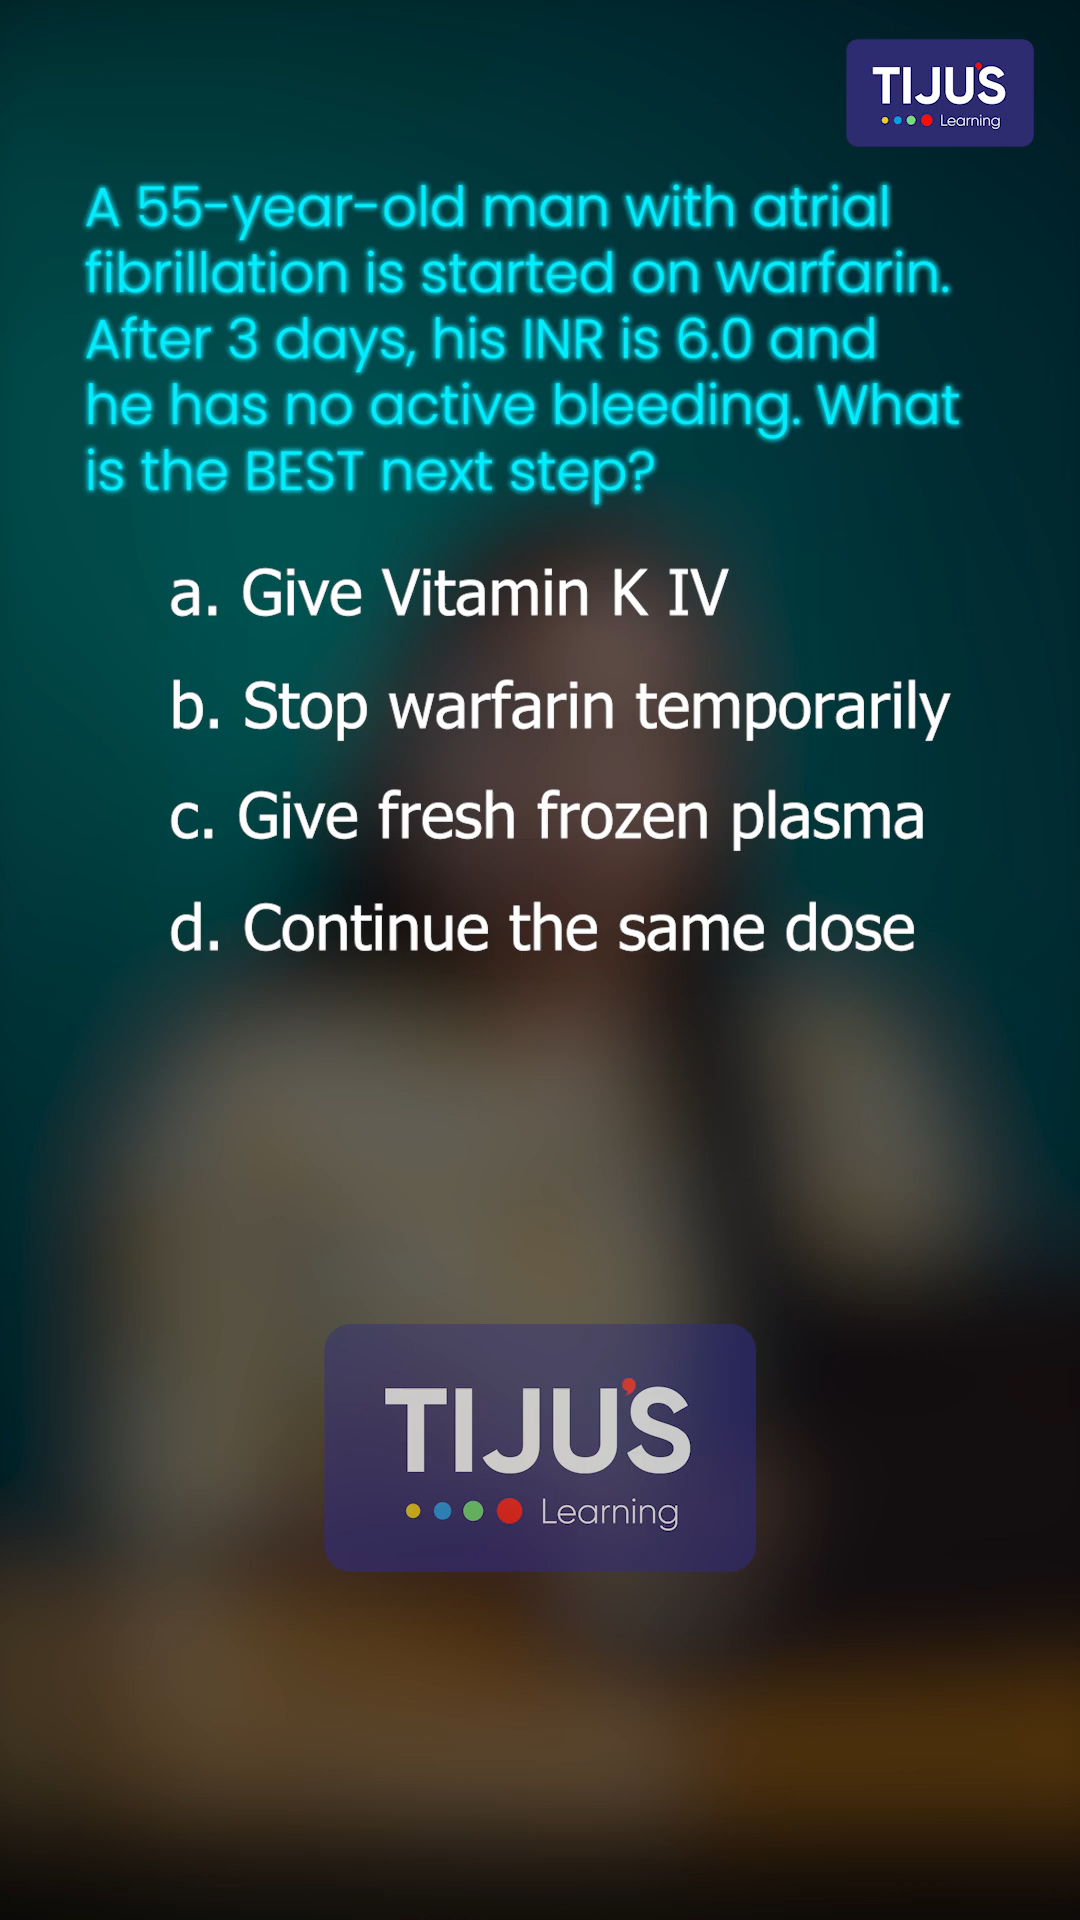 TIJU'S
Learning
A 55-year-old man with atrial
fibrillation is started on warfarin.
After 3 days, his INR is 6.0 and
he has no active bleeding. What
is the BEST next step?
a. Give Vitamin K IV
b. Stop warfarin temporarily
c. Give fresh frozen plasma
d. Continue the same dose
TIJU'S
Learning